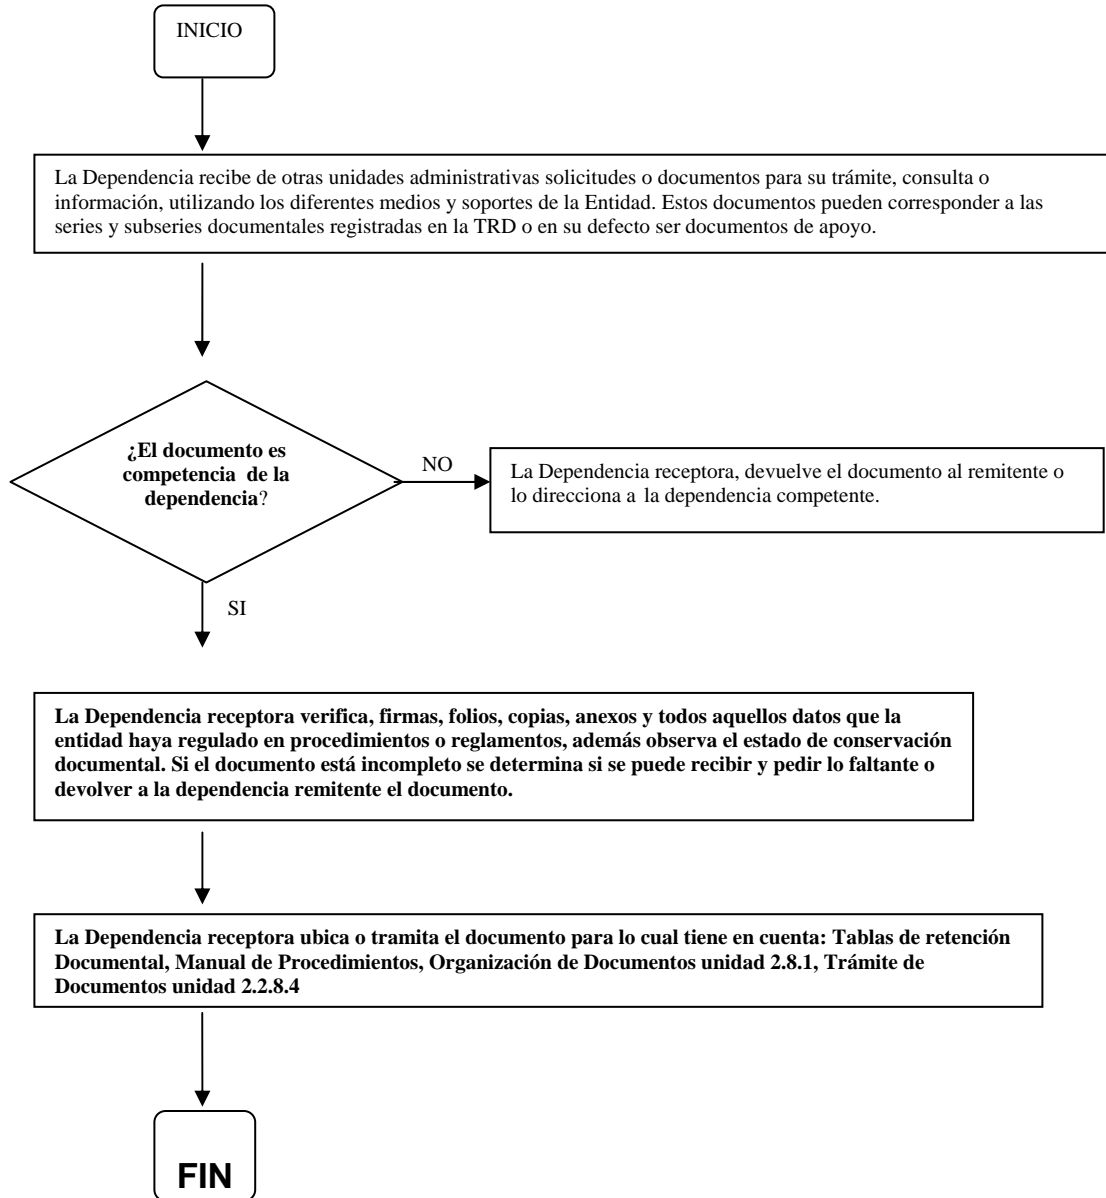 INICIO
La Dependencia recibe de otras unidades administrativas solicitudes o documentos para su trámite, consulta o
información, utilizando los diferentes medios y soportes de la Entidad. Estos documentos pueden corresponder a las
series y subseries documentales registradas en la TRD o en su defecto ser documentos de apoyo.
¿El documento es
competencia de la
dependencia?
NO
La Dependencia receptora, devuelve el documento al remitente o
lo direcciona a la dependencia competente.
SI
La Dependencia receptora verifica, firmas, folios, copias, anexos y todos aquellos datos que la
entidad haya regulado en procedimientos o reglamentos, además observa el estado de conservación
documental. Si el documento está incompleto se determina si se puede recibir y pedir lo faltante o
devolver a la dependencia remitente el documento.
La Dependencia receptora ubica o tramita el documento para lo cual tiene en cuenta: Tablas de retención
Documental, Manual de Procedimientos, Organización de Documentos unidad 2.8.1, Trámite de
Documentos unidad 2.2.8.4
FIN